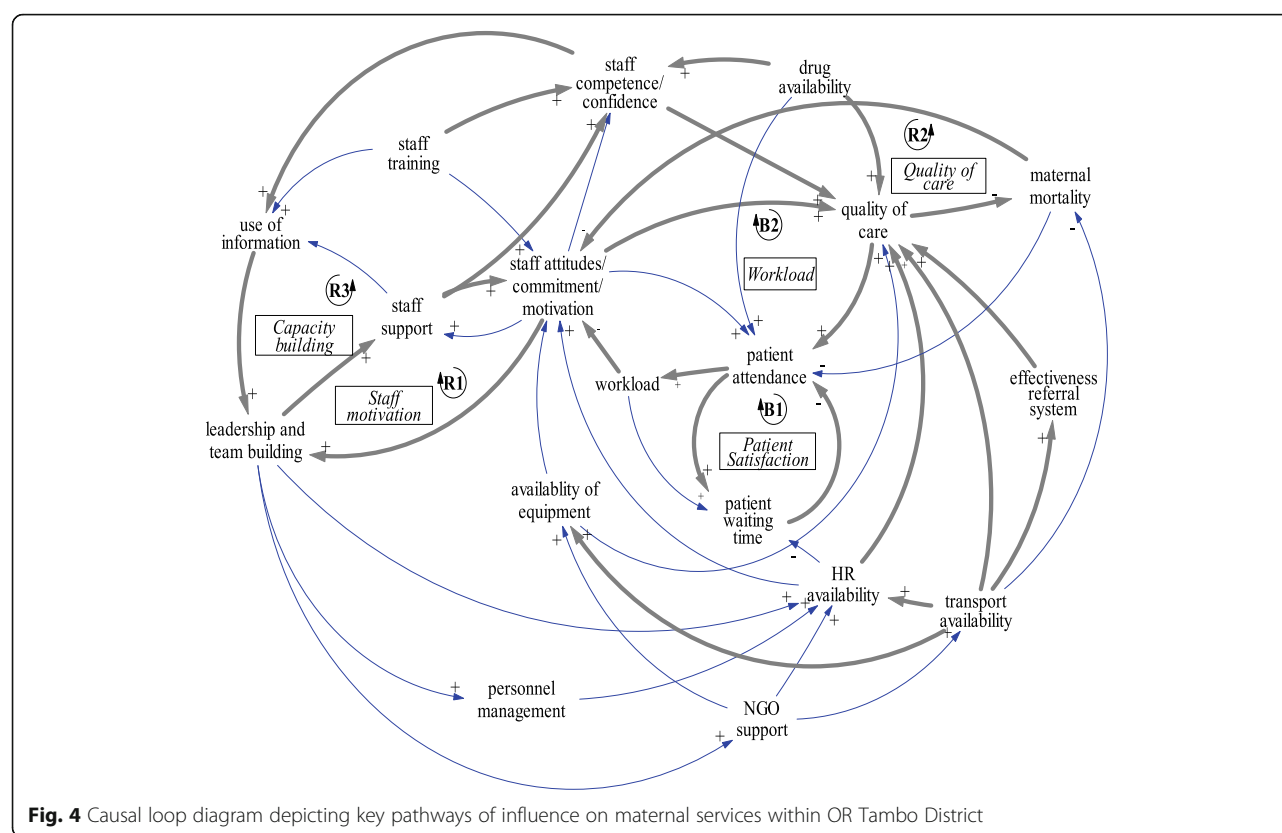 staff
competence/
confidence
+
+
+
drug
availability
staff
training
R2
Quality of
care
maternal
mortality
-
+
+
+
quality of
care
+
+
use of
information
+
+
B2
Workload
-
+
staff attitudes/
commitment/
motivation
+
+
-
R3
Capacity
building
staff
support
+
+
R1
Staff
motivation
+
+
leadership and
team building
+
+
+
+
+
+
+
-
patient
attendance
-
-
workload
+
B1
Patient
Satisfaction
effectiveness
referral
system
+
availablity of
equipment
+
+
+
+
patient
waiting
time
-
HR
availability
+
+
+
+
transport
availability
+
personnel
management
+
NGO
support
+
Fig. 4 Causal loop diagram depicting key pathways of influence on maternal services within OR Tambo District